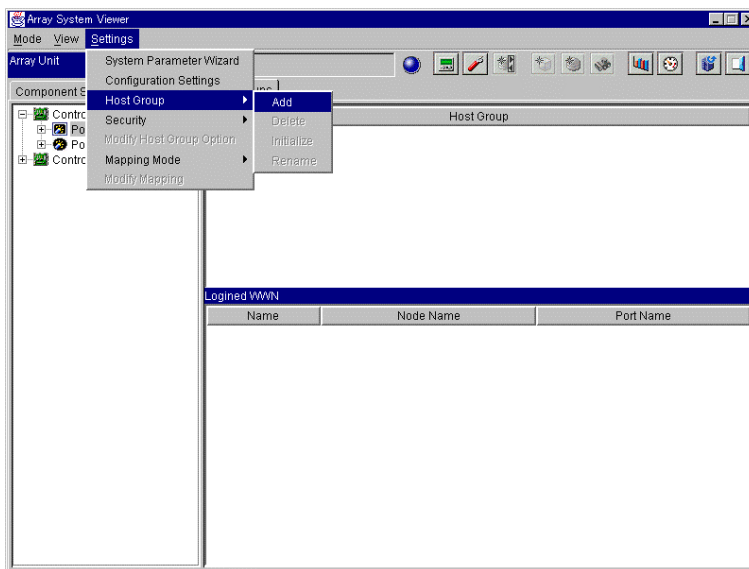 Array System Viewer
Mode View Settings
Array Unit
System Parameter Wizard
Configuration Settings
Component S
Host Group
Add
Host Group
Contro
Security
Delete
Po
Modify Host Group Option
Initialize
Po
Mapping Mode
Rename
Contro
Modify Mapping
Logined WWN
Name Node Name Port Name